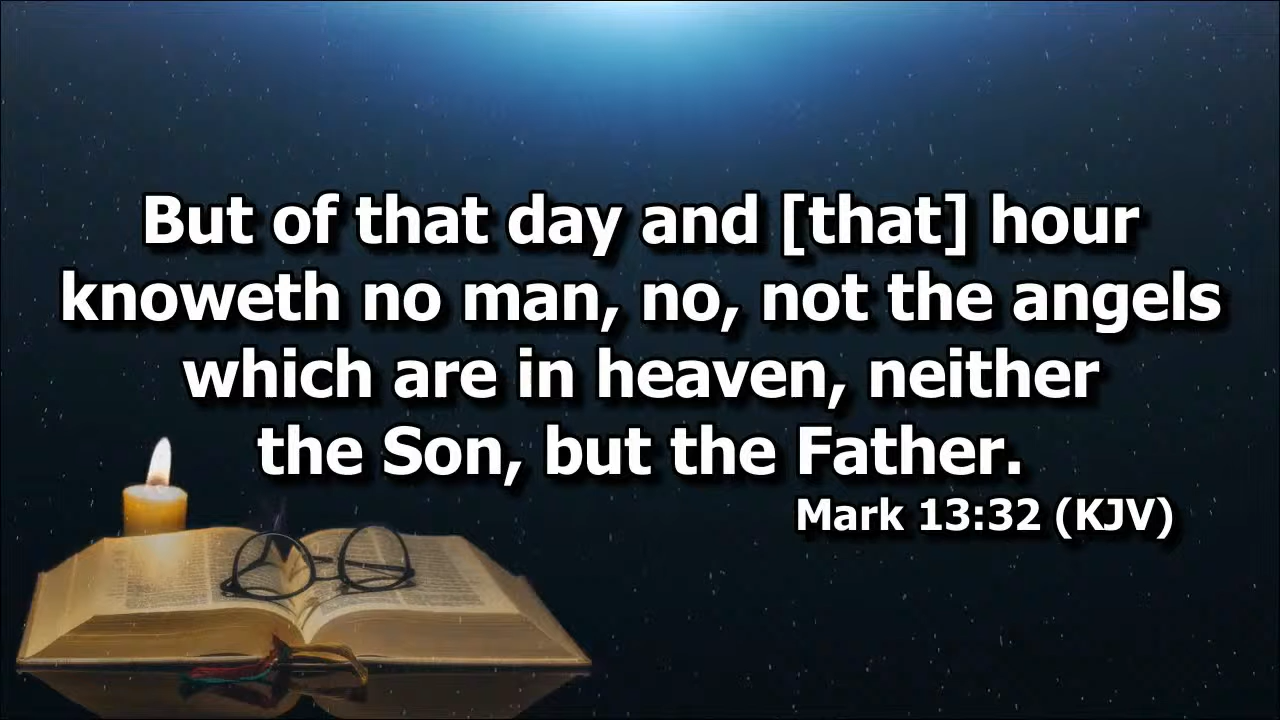 But of that day and [that] hour
knoweth no man, no, not the angels
which are in heaven, neither
the Son, but the Father.
Mark 13:32 (KJV)